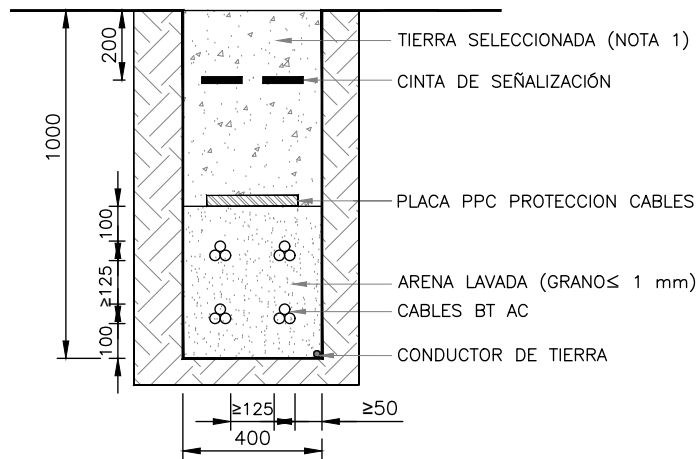 200
TIERRA SELECCIONADA (NOTA 1)
CINTA DE SEÑALIZACIÓN
1000
PLACA PPC PROTECCION CABLES
100
≥125
ARENA LAVADA (GRANO≤ 1 mm)
CABLES BT AC
100
CONDUCTOR DE TIERRA
≥125
≥50
400